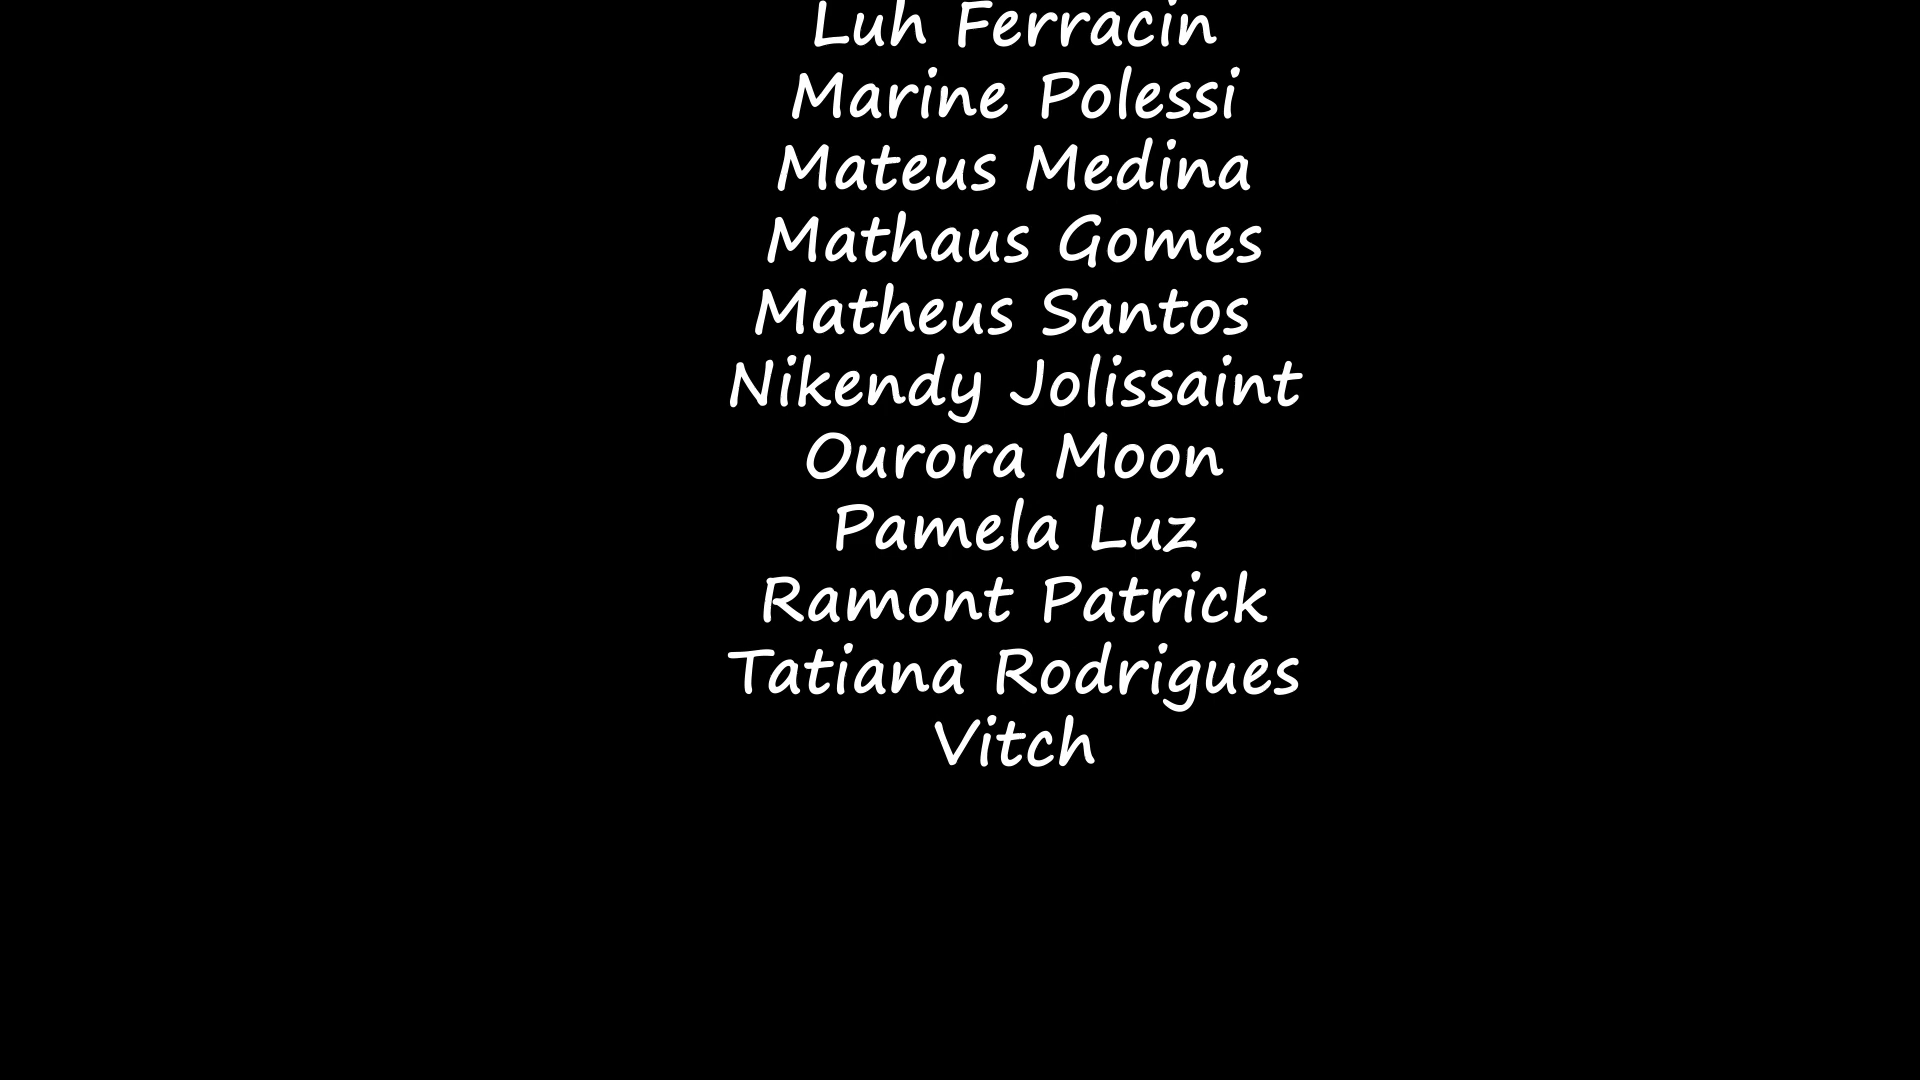 Luh Ferracin
Marine Polessi
Mateus Medina
Mathaus Gomes
Matheus Santos
Nikendy Jolissaint
Ourora Moon
Pamela Luz
Ramont Patrick
Tatiana Rodrigues
Vitch